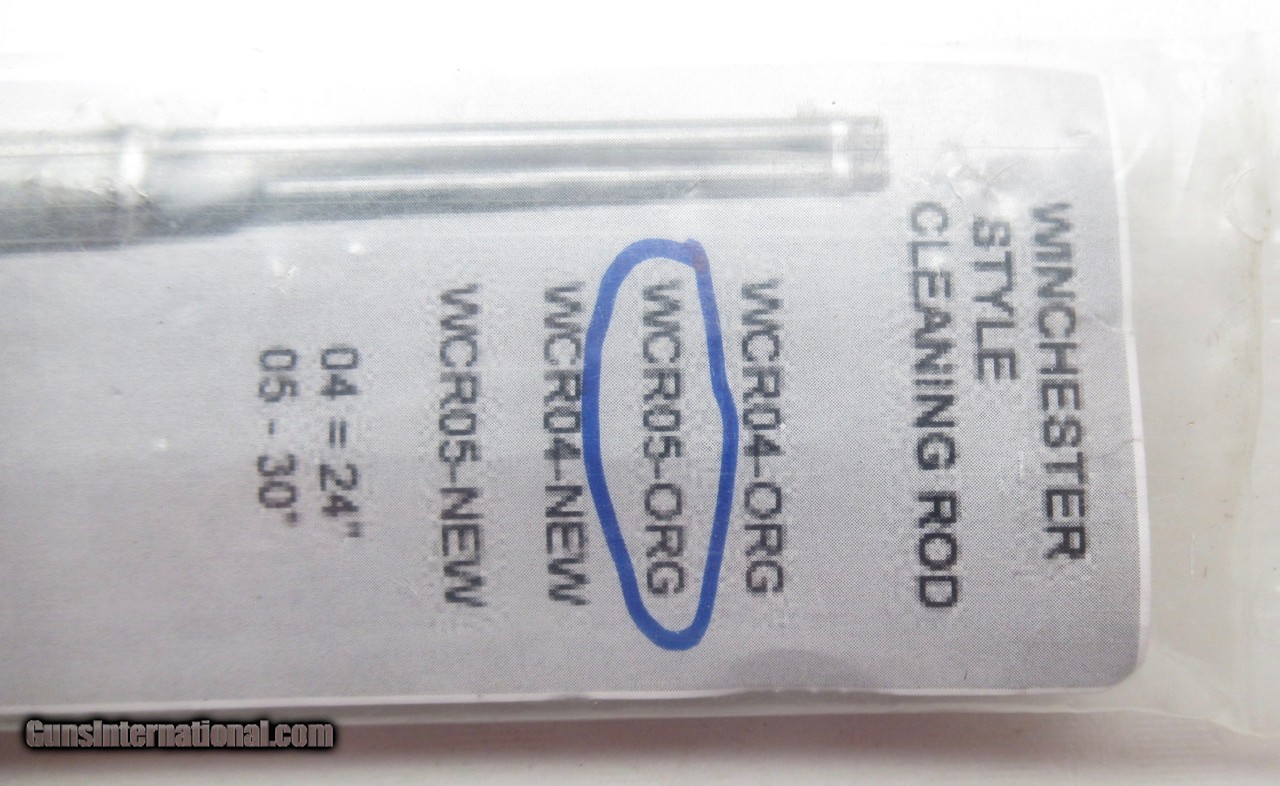 WINCHESTER
STYLE
CLEANING ROD
WCR04-ORG
WCR05-ORG
WCR04-NEW
WCR05-NEW
04 = 24"
05 - 30"
GunsInternational.com